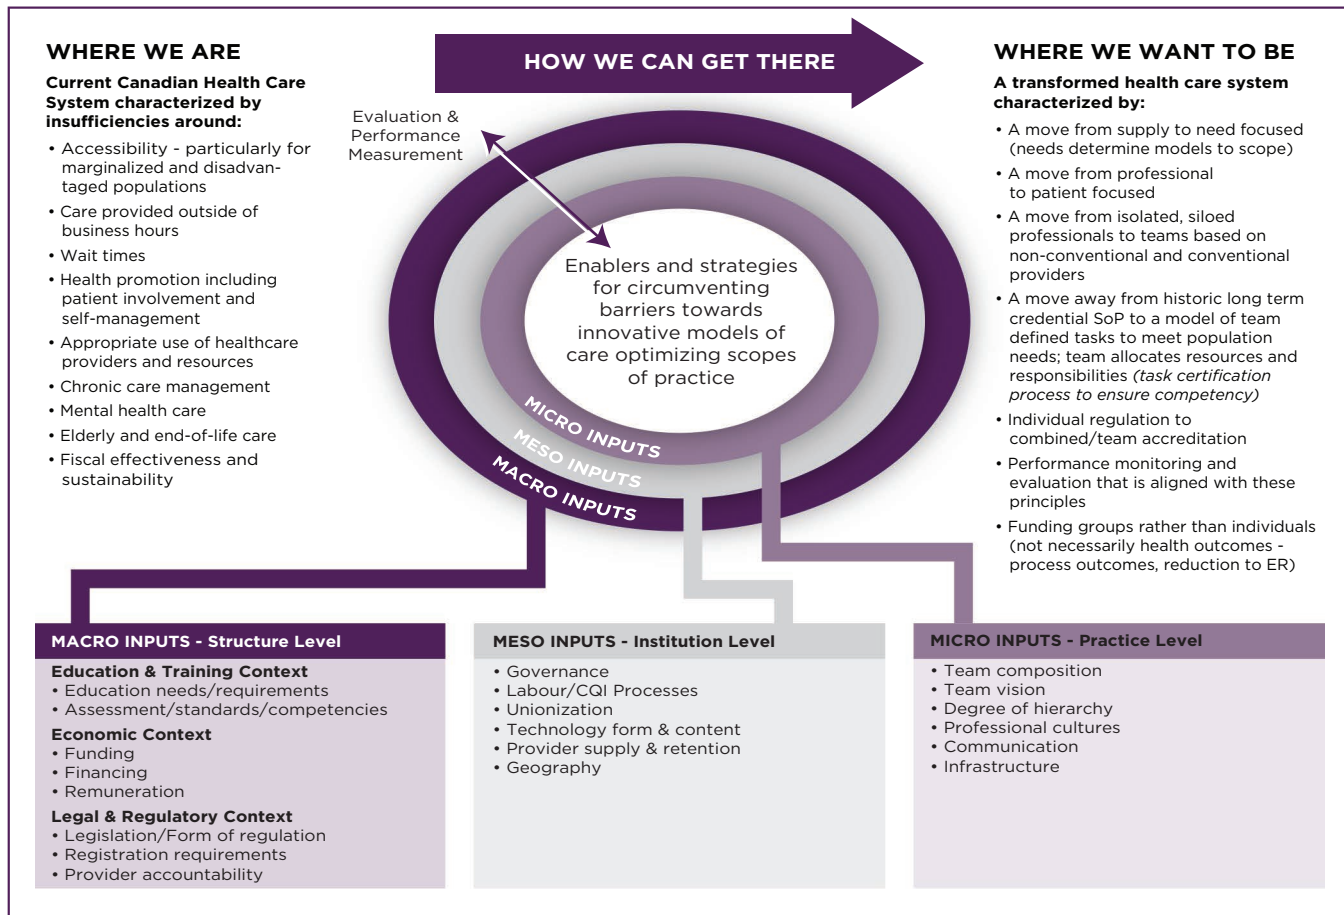 WHERE WE ARE
Current Canadian Health Care
System characterized by
insufficiencies around:
• Accessibility - particularly for
marginalized and disadvan-
taged populations
• Care provided outside of
business hours
• Wait times
• Health promotion including
patient involvement and
self-management
• Appropriate use of healthcare
providers and resources
• Chronic care management
• Mental health care
• Elderly and end-of-life care
• Fiscal effectiveness and
sustainability
HOW WE CAN GET THERE
Evaluation &
Performance
Measurement
Enablers and strategies
for circumventing
barriers towards
innovative models of
care optimizing scopes
of practice
MICRO INPUTS
MESO INPUTS
MACRO INPUTS
WHERE WE WANT TO BE
A transformed health care system
characterized by:
• A move from supply to need focused
(needs determine models to scope)
• A move from professional
to patient focused
• A move from isolated, siloed
professionals to teams based on
non-conventional and conventional
providers
• A move away from historic long term
credential SoP to a model of team
defined tasks to meet population
needs; team allocates resources and
responsibilities (task certification
process to ensure competency)
• Individual regulation to
combined/team accreditation
• Performance monitoring and
evaluation that is aligned with these
principles
• Funding groups rather than individuals
(not necessarily health outcomes -
process outcomes, reduction to ER)
MACRO INPUTS - Structure Level
Education & Training Context
• Education needs/requirements
• Assessment/standards/competencies
Economic Context
• Funding
• Financing
• Remuneration
Legal & Regulatory Context
• Legislation/Form of regulation
• Registration requirements
• Provider accountability
MESO INPUTS - Institution Level
• Governance
• Labour/CQI Processes
• Unionization
• Technology form & content
• Provider supply & retention
• Geography
MICRO INPUTS - Practice Level
• Team composition
• Team vision
• Degree of hierarchy
• Professional cultures
• Communication
• Infrastructure